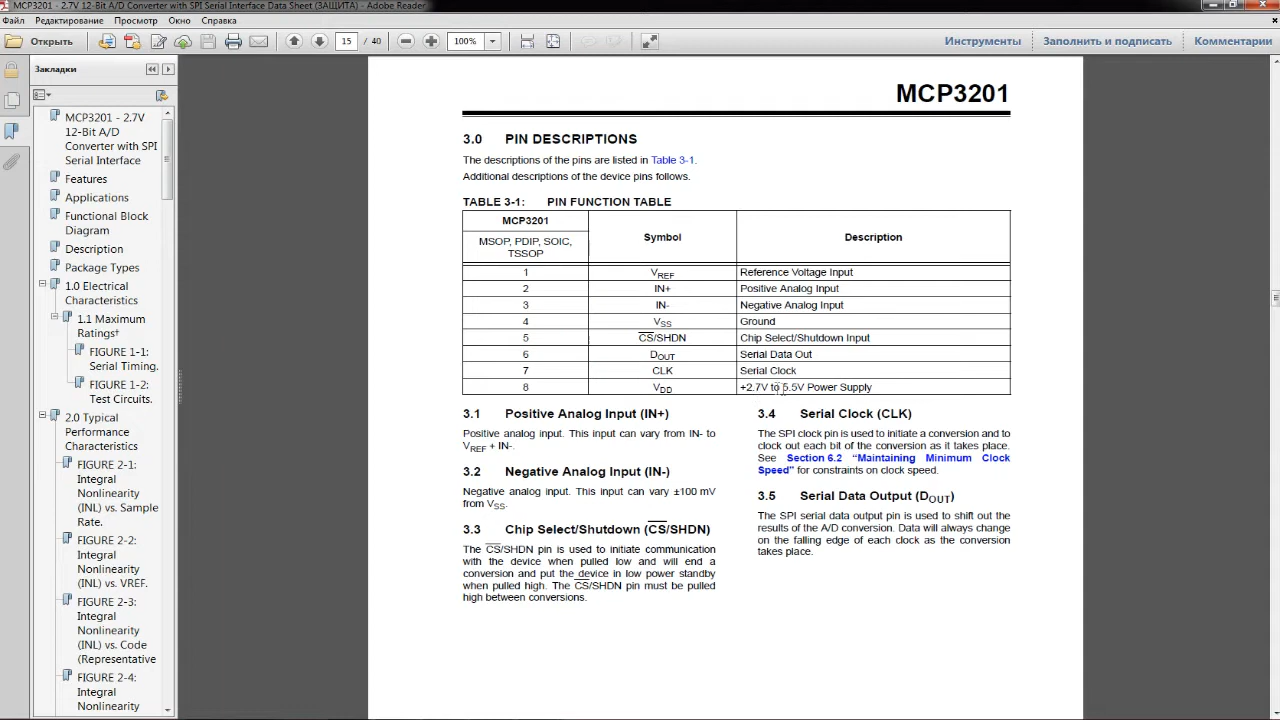 MCP3201 - 2.7V 12-Bit A/D Converter with SPI Serial Interface Data Sheet (ЗАЩИТА) - Adobe Reader
Файл Редактирование Просмотр Окно Справка
Открыть 15 / 40 100% Инструменты Заполнить и подписать Комментарии
Закладки
MCP3201 - 2.7V
12-Bit A/D
Converter with SPI
Serial Interface
Features
Applications
Functional Block
Diagram
Description
Package Types
1.0 Electrical
Characteristics
1.1 Maximum
Ratings†
FIGURE 1-1:
Serial Timing.
FIGURE 1-2:
Test Circuits.
2.0 Typical
Performance
Characteristics
FIGURE 2-1:
Integral
Nonlinearity
(INL) vs. Sample
Rate.
FIGURE 2-2:
Integral
Nonlinearity
(INL) vs. VREF.
FIGURE 2-3:
Integral
Nonlinearity
(INL) vs. Code
(Representative
FIGURE 2-4:
Integral
Nonlinearity
MCP3201
3.0 PIN DESCRIPTIONS
The descriptions of the pins are listed in Table 3-1.
Additional descriptions of the device pins follows.
TABLE 3-1: PIN FUNCTION TABLE
MCP3201
MSOP, PDIP, SOIC,
TSSOP
Symbol
Description
1 VREF Reference Voltage Input
2 IN+ Positive Analog Input
3 IN- Negative Analog Input
4 VSS Ground
5 CS/SHDN Chip Select/Shutdown Input
6 DOUT Serial Data Out
7 CLK Serial Clock
8 VDD +2.7V to 5.5V Power Supply
3.1 Positive Analog Input (IN+)
Positive analog input. This input can vary from IN- to
VREF + IN-.
3.2 Negative Analog Input (IN-)
Negative analog input. This input can vary ±100 mV
from VSS.
3.3 Chip Select/Shutdown (CS/SHDN)
The CS/SHDN pin is used to initiate communication
with the device when pulled low and will end a
conversion and put the device in low power standby
when pulled high. The CS/SHDN pin must be pulled
high between conversions.
3.4 Serial Clock (CLK)
The SPI clock pin is used to initiate a conversion and to
clock out each bit of the conversion as it takes place.
See Section 6.2 “Maintaining Minimum Clock
Speed” for constraints on clock speed.
3.5 Serial Data Output (DOUT)
The SPI serial data output pin is used to shift out the
results of the A/D conversion. Data will always change
on the falling edge of each clock as the conversion
takes place.